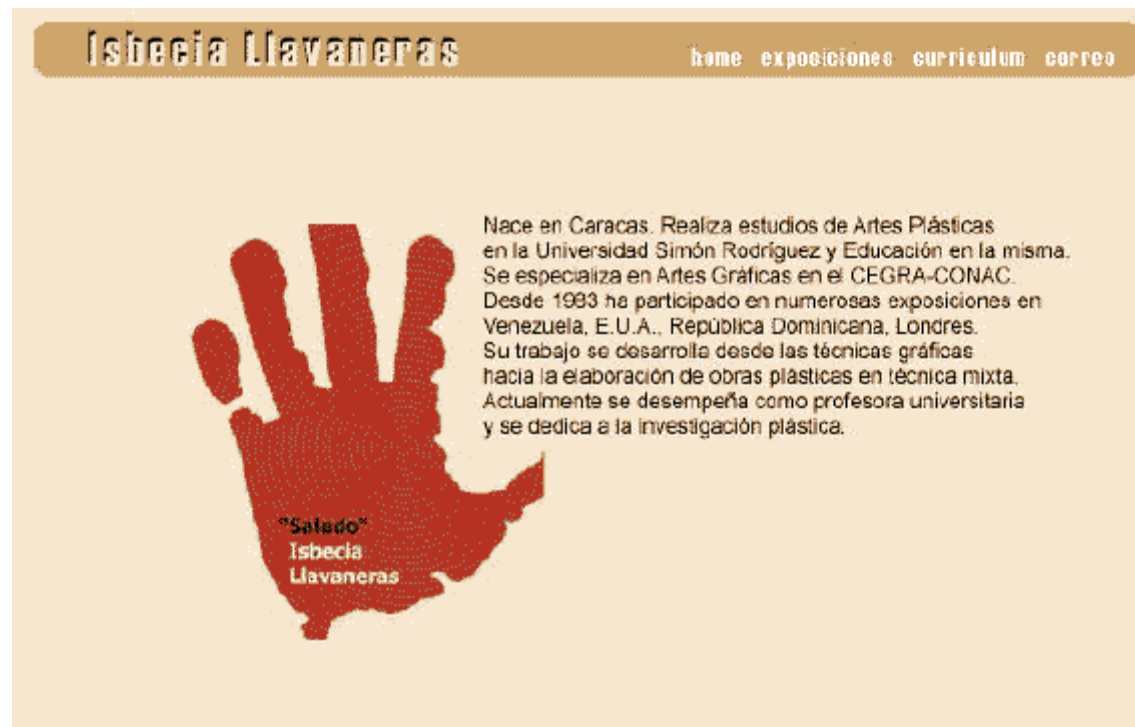 Isbecia Llavaneras
home exposiciones curriculum correo
Nace en Caracas. Realiza estudios de Artes Plásticas
en la Universidad Simón Rodríguez y Educación en la misma.
Se especializa en Artes Gráficas en el CEGRA-CONAC.
Desde 1983 ha participado en numerosas exposiciones en
Venezuela, E.U.A., República Dominicana, Londres.
Su trabajo se desarrolla desde las técnicas gráficas
hacia la elaboración de obras plásticas en técnica mixta.
Actualmente se desempeña como profesora universitaria
y se dedica a la investigación plástica.
"Salado"
Isbecia
Llavaneras